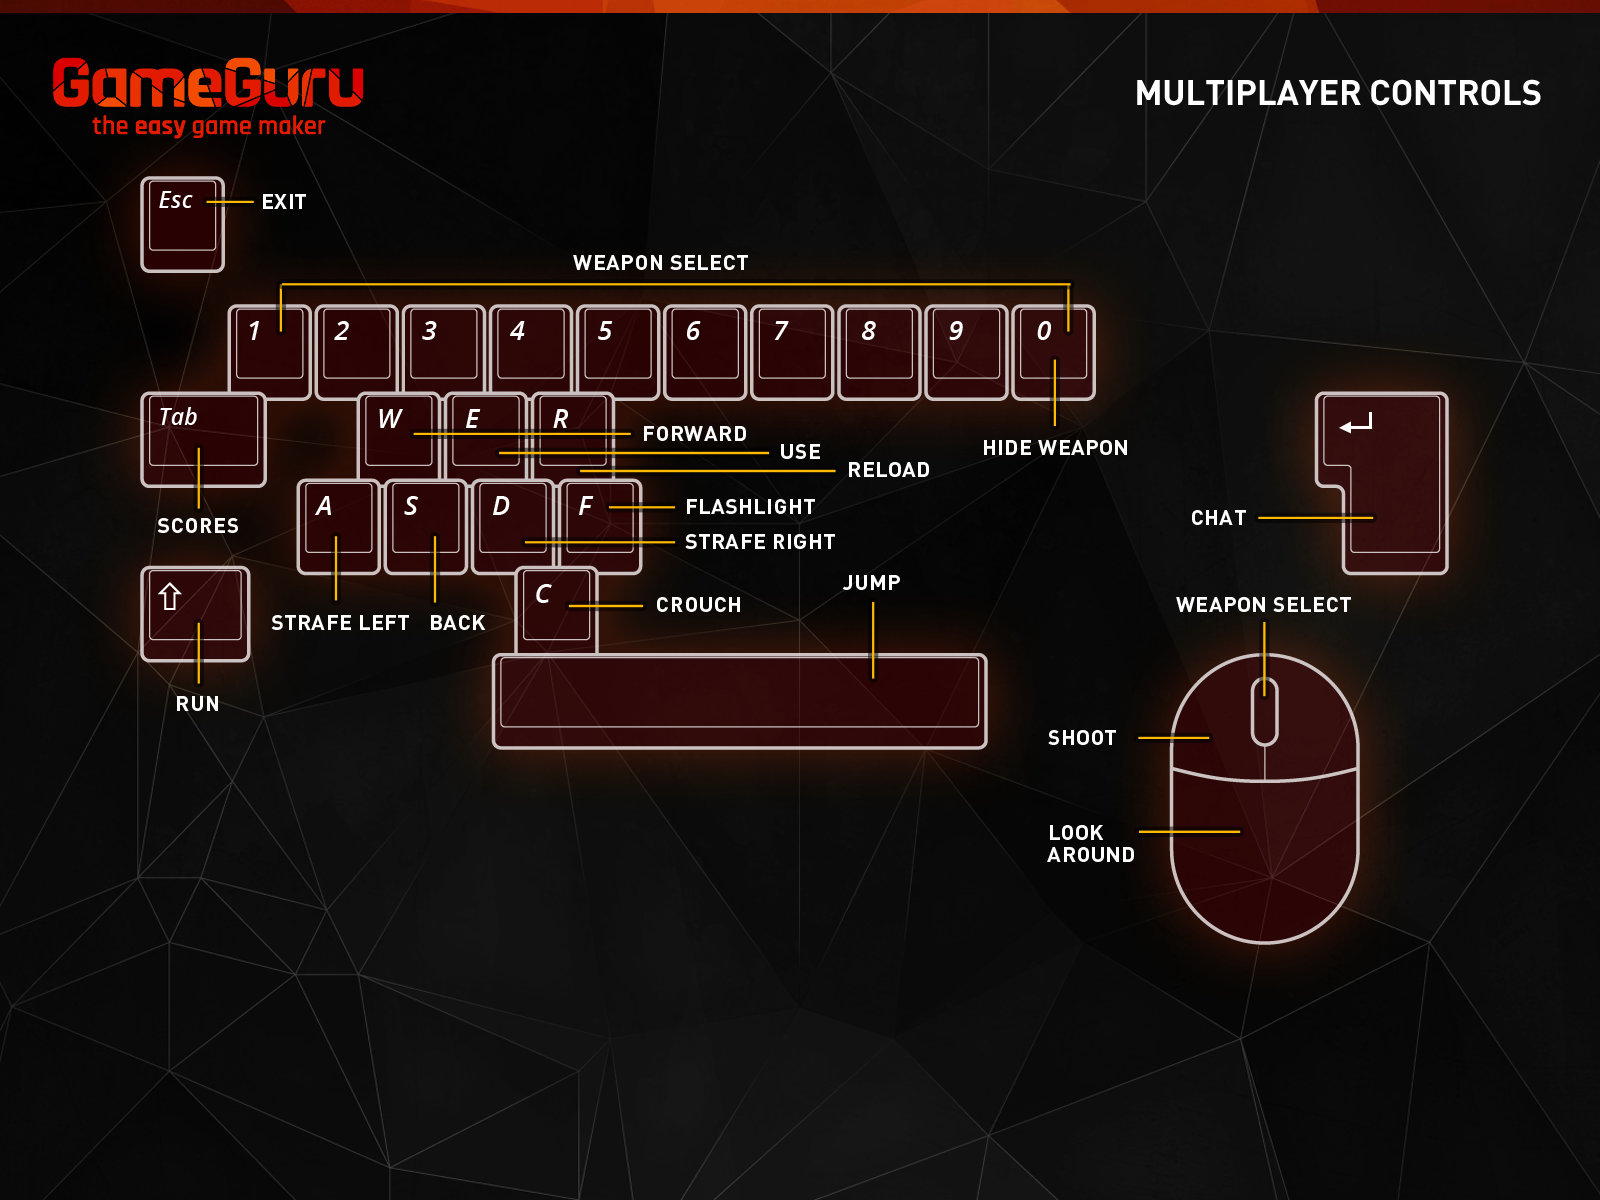 GameGuru
the easy game maker
MULTIPLAYER CONTROLS
Esc
EXIT
WEAPON SELECT
1 2 3 4 5 6 7 8 9 0
Tab
W E R
FORWARD
USE
RELOAD
HIDE WEAPON
SCORES
A S D F
FLASHLIGHT
STRAFE RIGHT
CHAT
STRAFE LEFT
BACK
C
CROUCH
JUMP
WEAPON SELECT
RUN
SHOOT
LOOK
AROUND